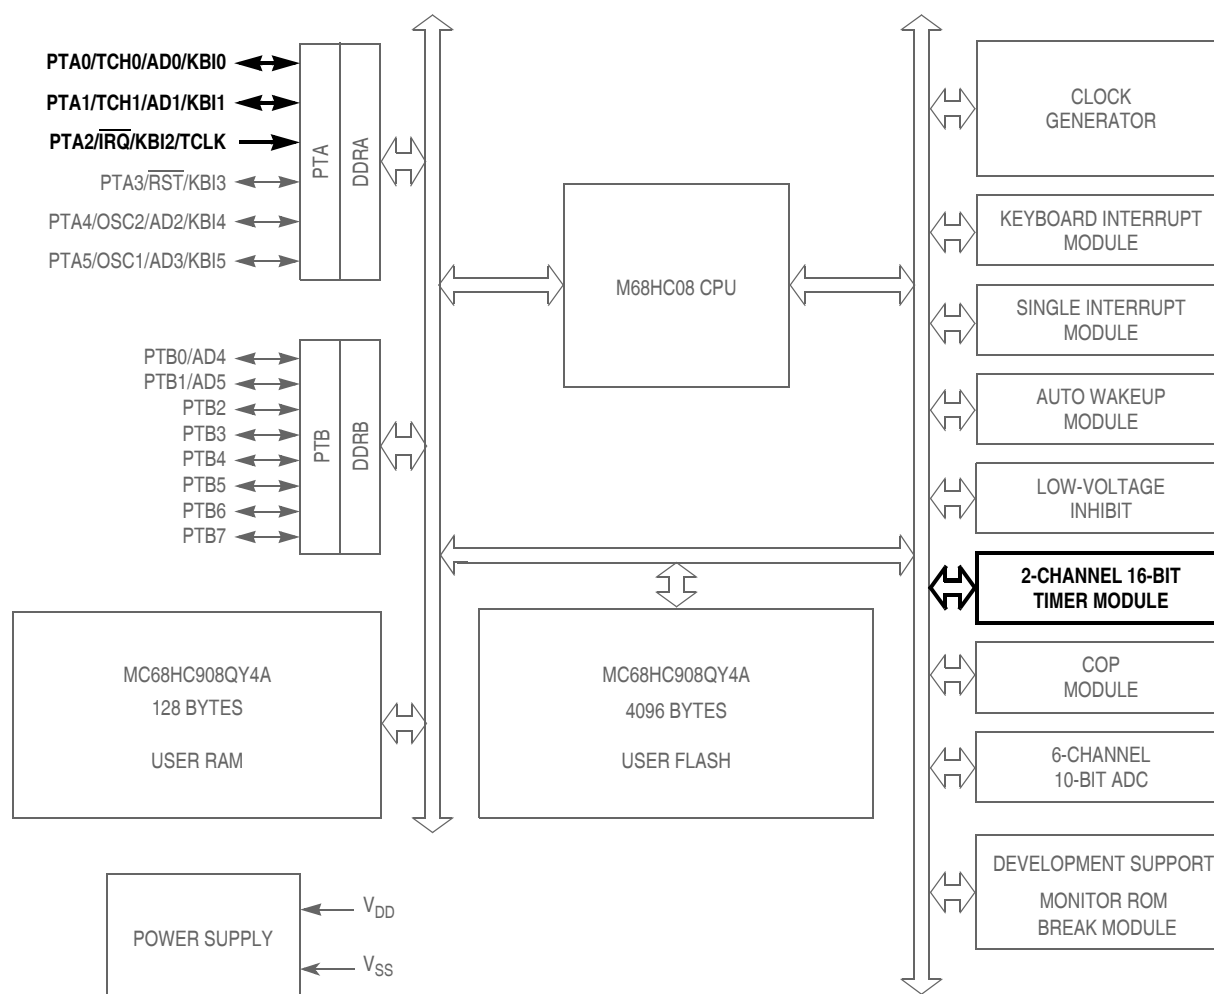 PTA0/TCH0/AD0/KBI0
PTA1/TCH1/AD1/KBI1
PTA2/IRQ/KBI2/TCLK
PTA3/RST/KBI3
PTA4/OSC2/AD2/KBI4
PTA5/OSC1/AD3/KBI5
PTA
DDRA
PTB0/AD4
PTB1/AD5
PTB2
PTB3
PTB4
PTB5
PTB6
PTB7
PTB
DDRB
M68HC08 CPU
CLOCK
GENERATOR
KEYBOARD INTERRUPT
MODULE
SINGLE INTERRUPT
MODULE
AUTO WAKEUP
MODULE
LOW-VOLTAGE
INHIBIT
2-CHANNEL 16-BIT
TIMER MODULE
COP
MODULE
6-CHANNEL
10-BIT ADC
DEVELOPMENT SUPPORT
MONITOR ROM
BREAK MODULE
MC68HC908QY4A
128 BYTES
USER RAM
MC68HC908QY4A
4096 BYTES
USER FLASH
POWER SUPPLY
VDD
VSS